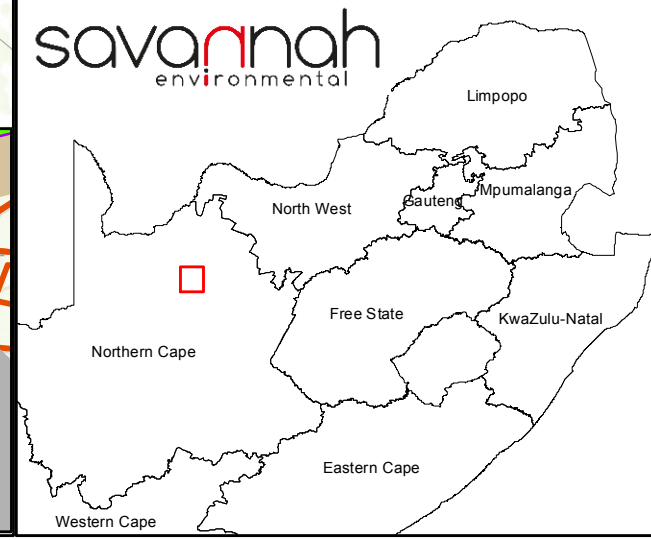 savannah
environmental
Limpopo
Mpumalanga
Gauteng
North West
Free State
KwaZulu-Natal
Northern Cape
Eastern Cape
Western Cape